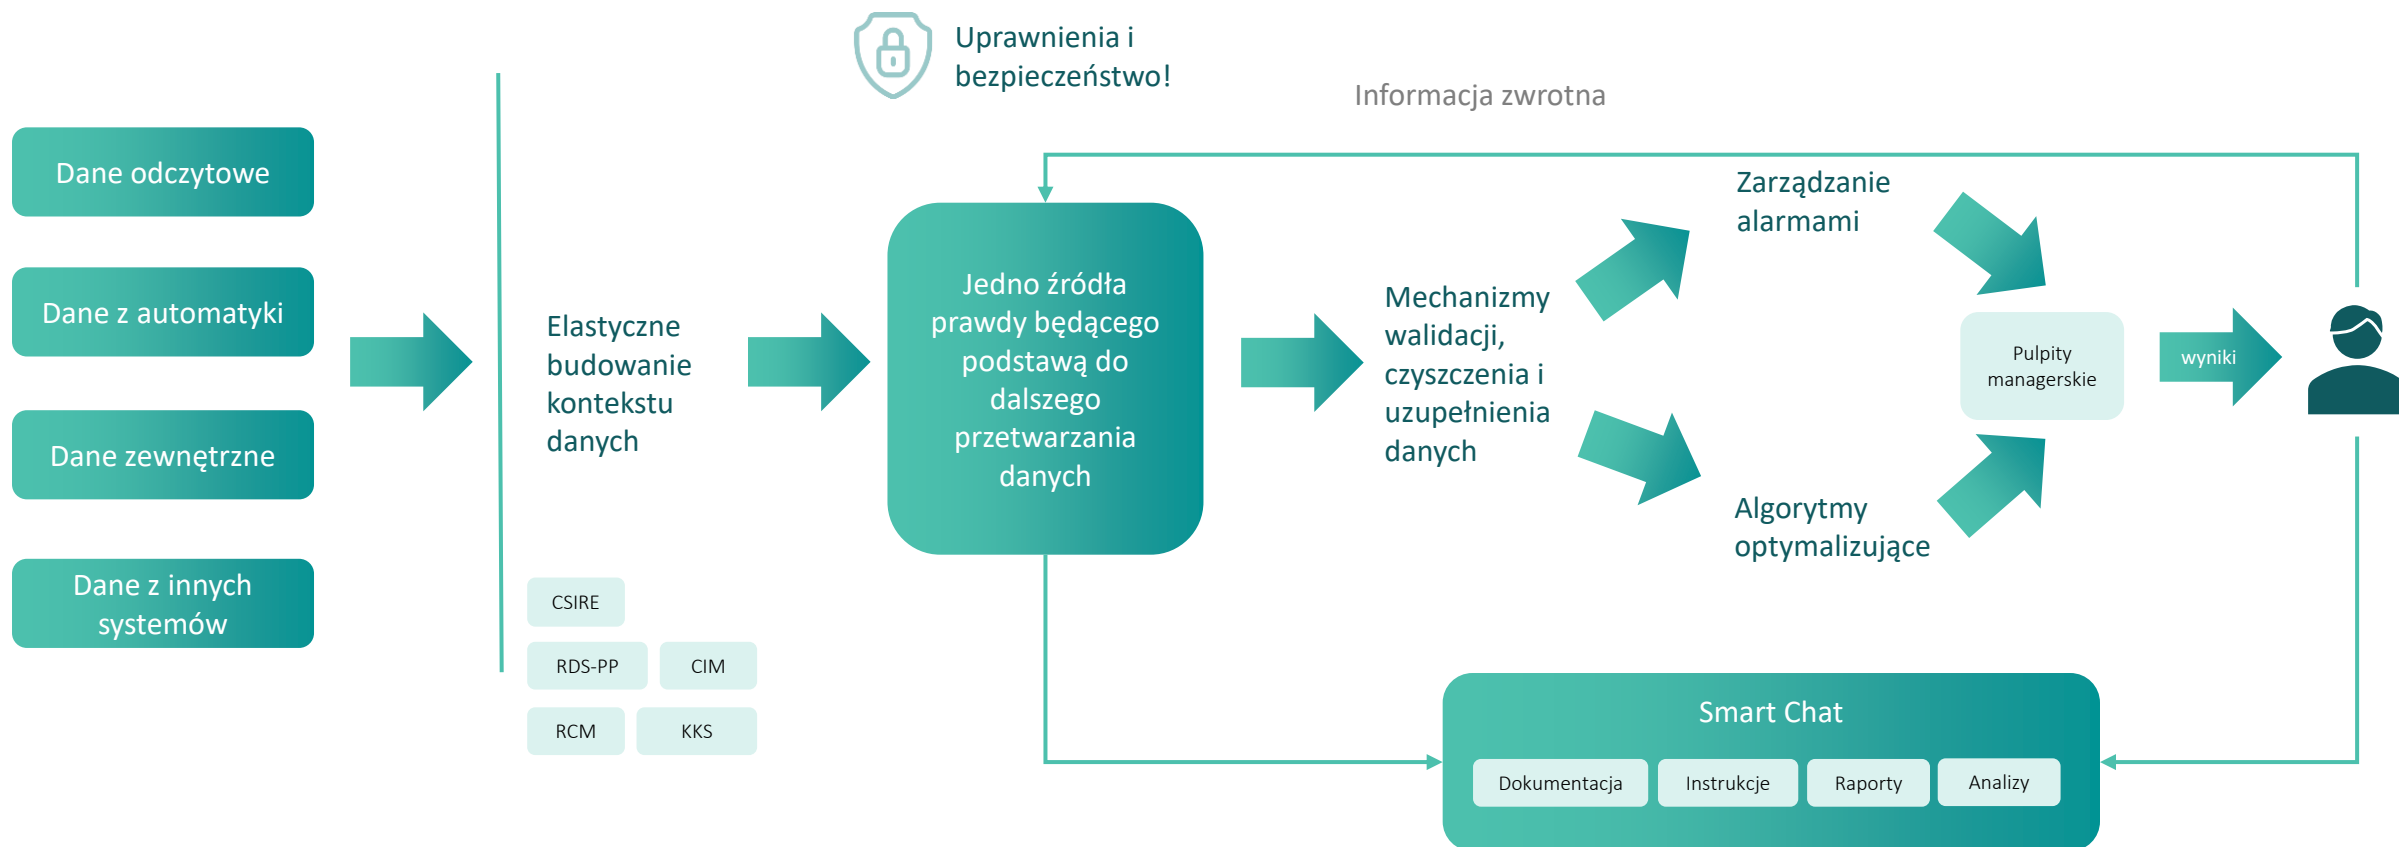 Uprawnienia i
bezpieczeństwo!
Informacja zwrotna
Dane odczytowe
Dane z automatyki
Dane zewnętrzne
Dane z innych
systemów
Elastyczne
budowanie
kontekstu
danych
CSIRE
RDS-PP
CIM
RCM
KKS
Jedno źródła
prawdy będącego
podstawą do
dalszego
przetwarzania
danych
Mechanizmy
walidacji,
czyszczenia i
uzupełnienia
danych
Zarządzanie
alarmami
Algorytmy
optymalizujące
Pulpity
managerskie
wyniki
Smart Chat
Dokumentacja
Instrukcje
Raporty
Analizy